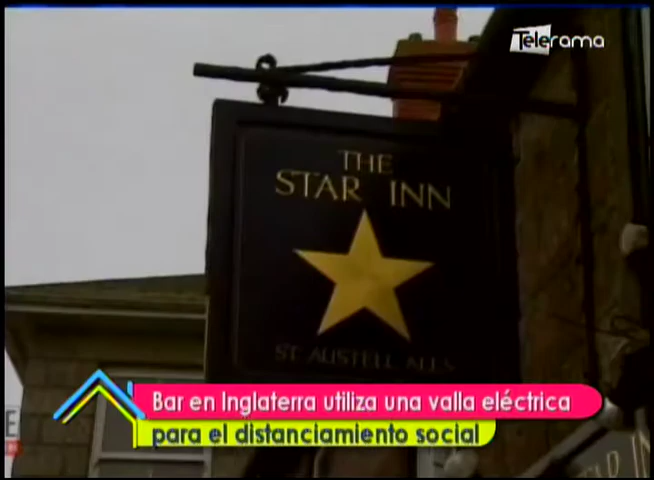 Telerama
THE
STAR INN
ST AUSTELL ALES
Bar en Inglaterra utiliza una valla eléctrica
para el distanciamiento social